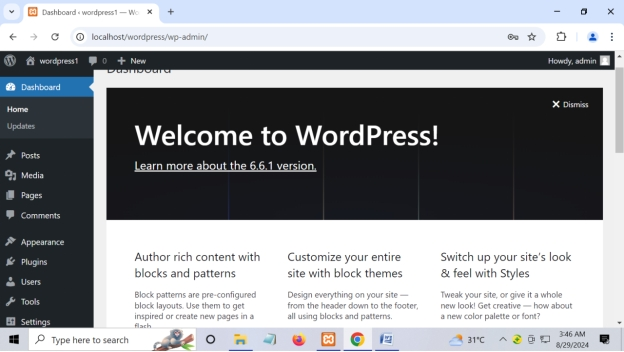 Dashboard ‹ wordpress1 — Wo
localhost/wordpress/wp-admin/
wordpress1 0 + New Howdy, admin
Dashboard
Home
Updates
Posts
Media
Pages
Comments
Appearance
Plugins
Users
Tools
Settings
Dashboard
Dismiss
Welcome to WordPress!
Learn more about the 6.6.1 version.
Author rich content with
blocks and patterns
Block patterns are pre-configured
block layouts. Use them to get
inspired or create new pages in a
flash.
Customize your entire
site with block themes
Design everything on your site —
from the header down to the footer,
all using blocks and patterns.
Switch up your site's look
& feel with Styles
Tweak your site, or give it a whole
new look! Get creative — how about
a new color palette or font?
Type here to search
31°C
3:46 AM
8/29/2024